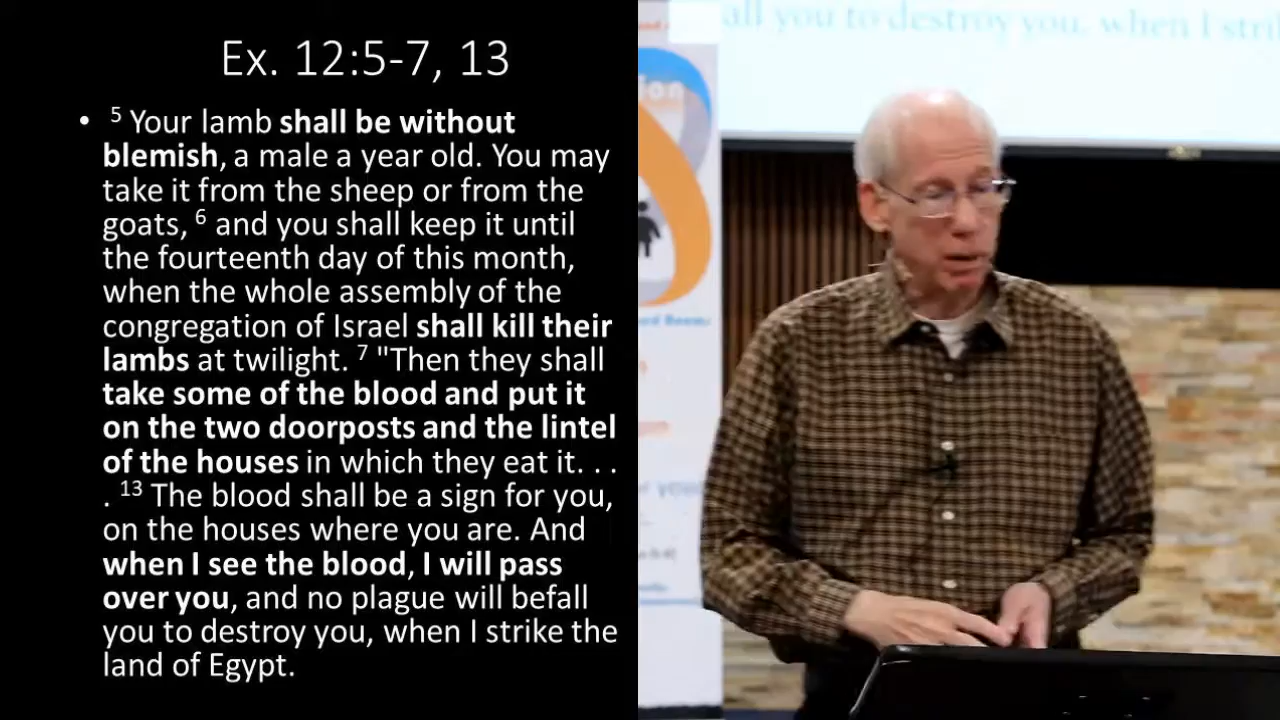 Ex. 12:5-7, 13
• 5 Your lamb shall be without
blemish, a male a year old. You may
take it from the sheep or from the
goats, 6 and you shall keep it until
the fourteenth day of this month,
when the whole assembly of the
congregation of Israel shall kill their
lambs at twilight. 7 "Then they shall
take some of the blood and put it
on the two doorposts and the lintel
of the houses in which they eat it. . .
. 13 The blood shall be a sign for you,
on the houses where you are. And
when I see the blood, I will pass
over you, and no plague will befall
you to destroy you, when I strike the
land of Egypt.
all you to destroy you, when I stri
ion